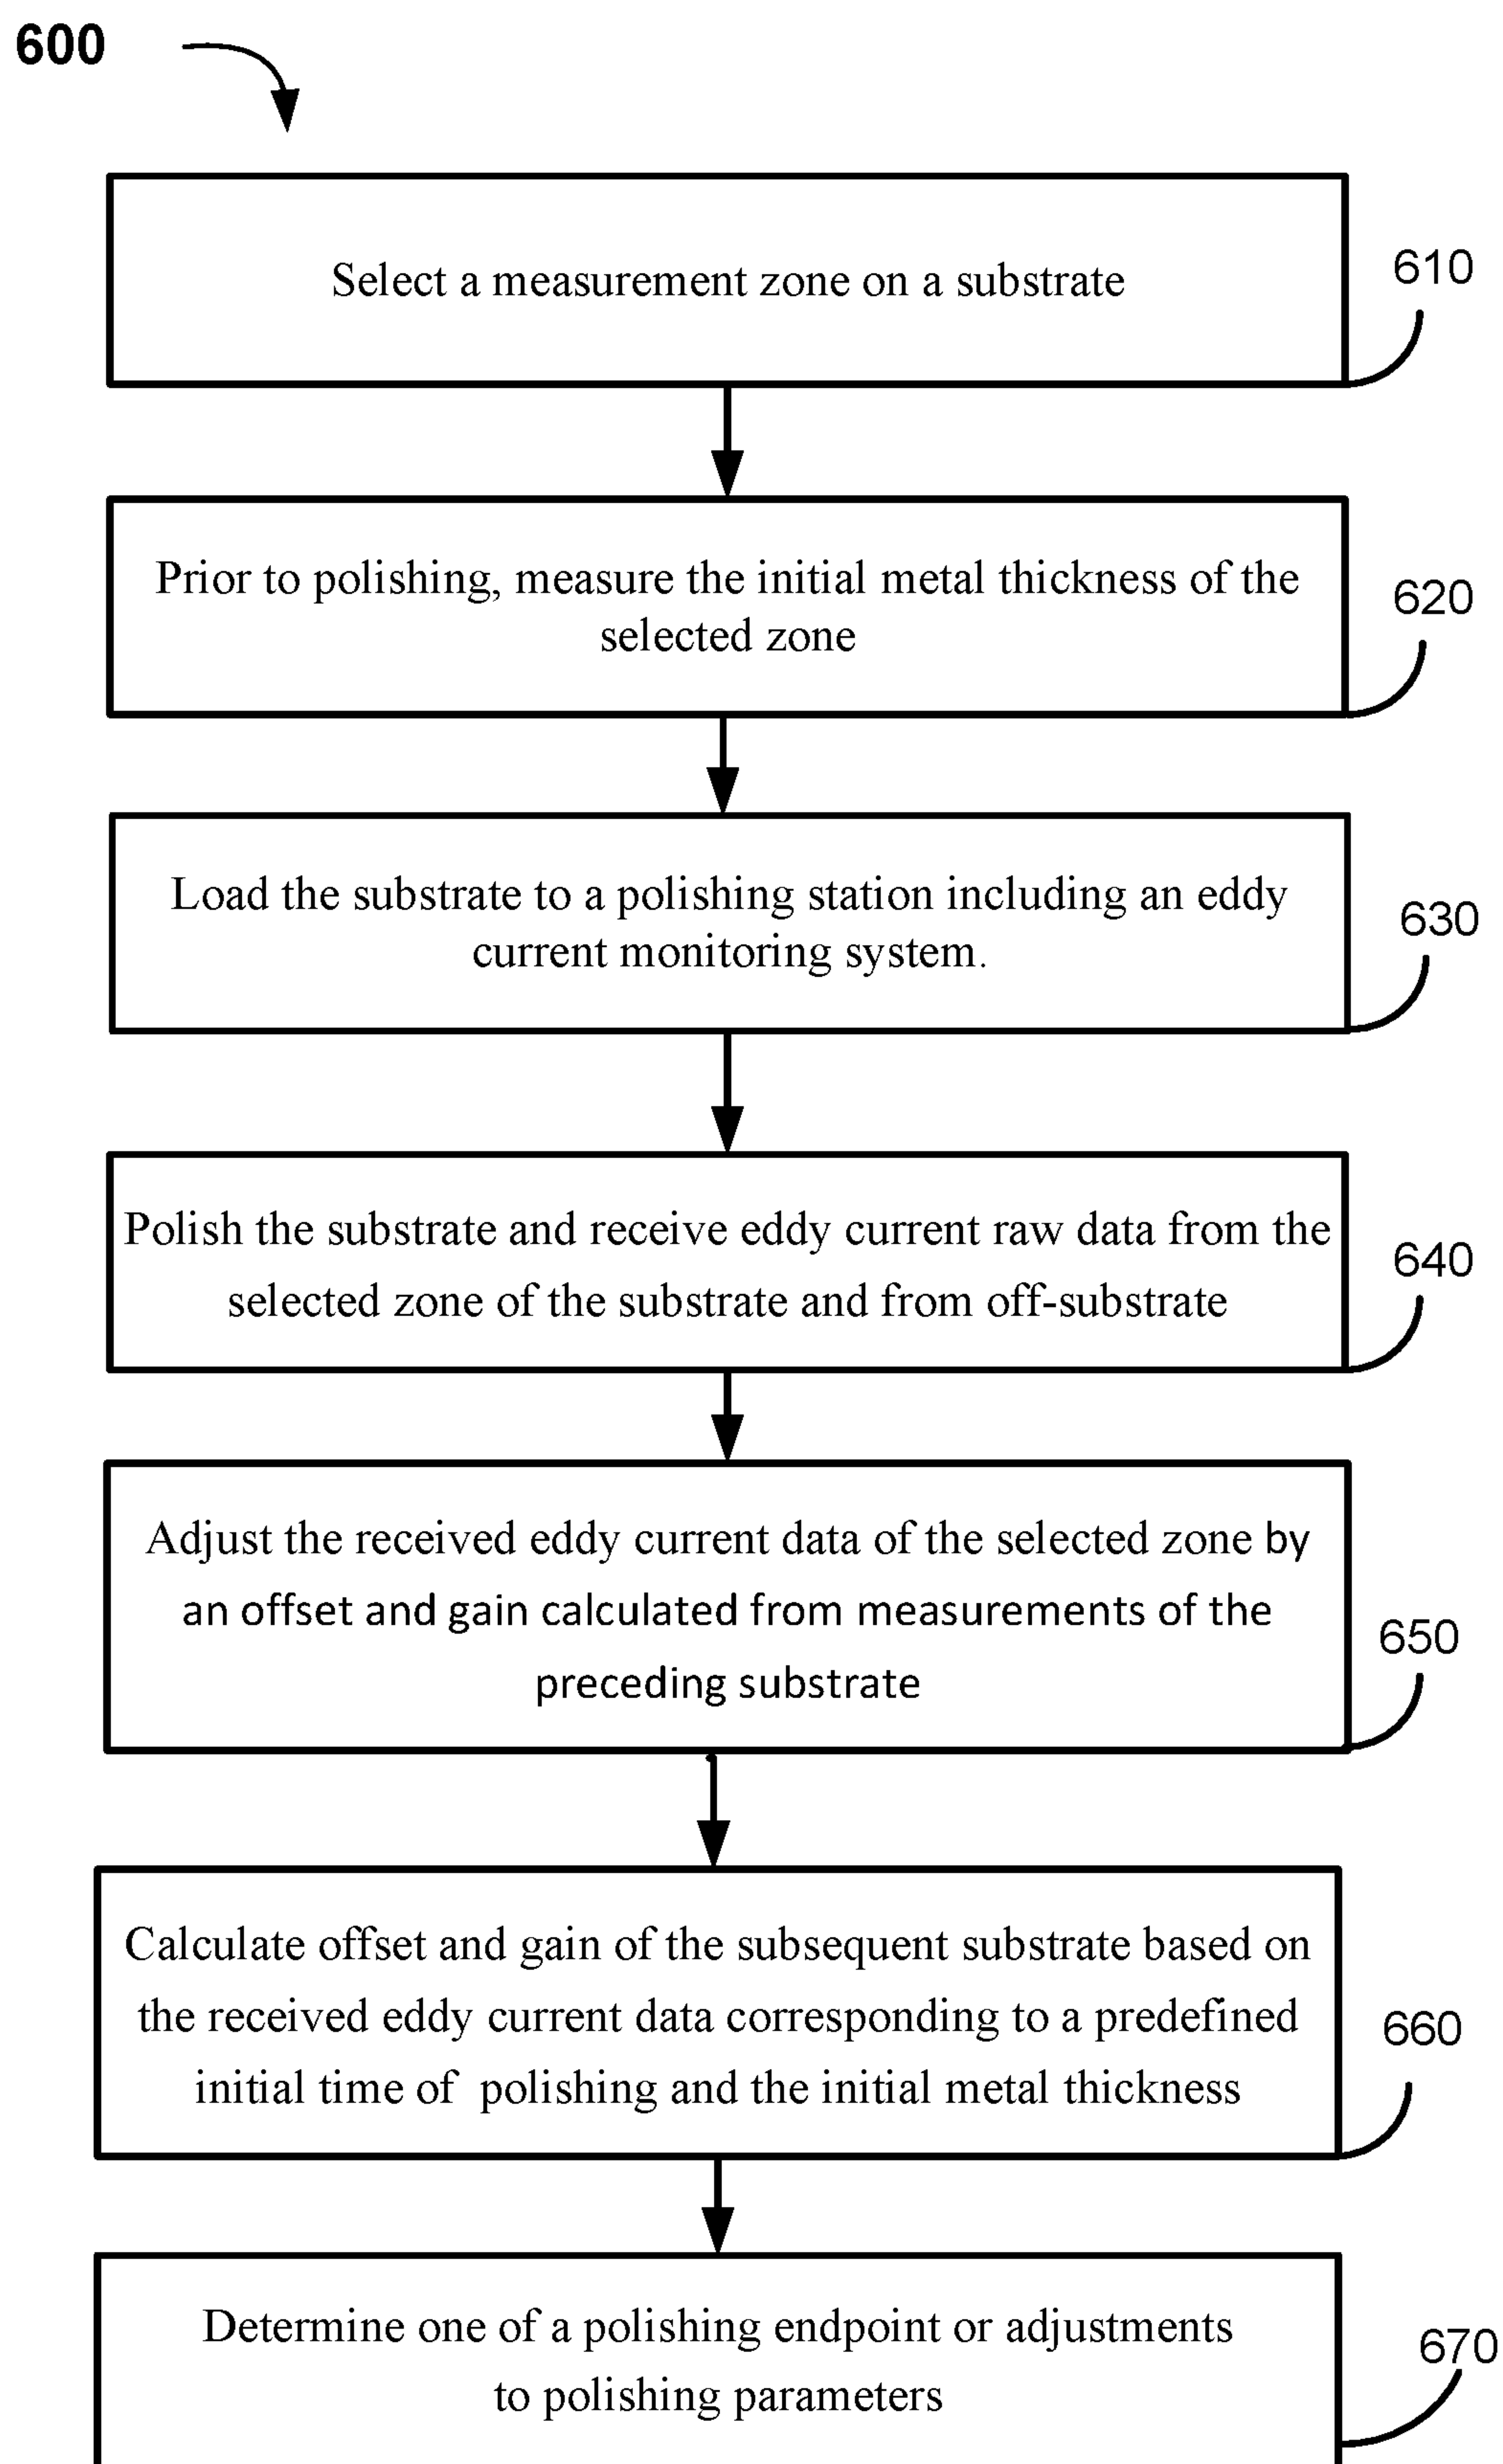 600
Select a measurement zone on a substrate
610
Prior to polishing, measure the initial metal thickness of the
selected zone
620
Load the substrate to a polishing station including an eddy
current monitoring system.
630
Polish the substrate and receive eddy current raw data from the
selected zone of the substrate and from off-substrate
640
Adjust the received eddy current data of the selected zone by
an offset and gain calculated from measurements of the
preceding substrate
650
Calculate offset and gain of the subsequent substrate based on
the received eddy current data corresponding to a predefined
initial time of polishing and the initial metal thickness
660
Determine one of a polishing endpoint or adjustments
to polishing parameters
670